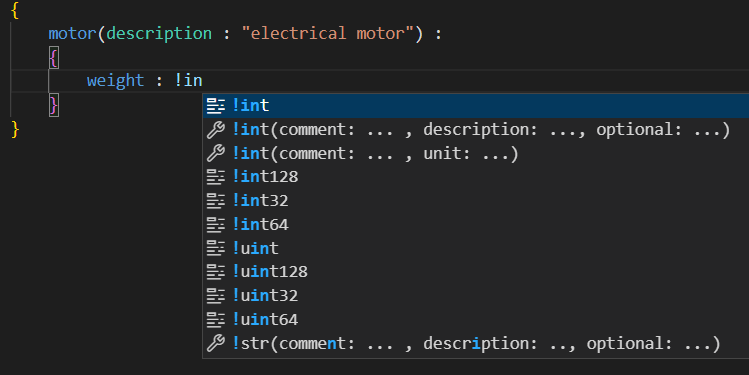 {
motor(description : "electrical motor") :
{
weight : !in
}
}
!int
!int(comment: ... , description: ..., optional: ...)
!int(comment: ... , unit: ...)
!int128
!int32
!int64
!uint
!uint128
!uint32
!uint64
!str(comment: ... , description: .., optional: ...)